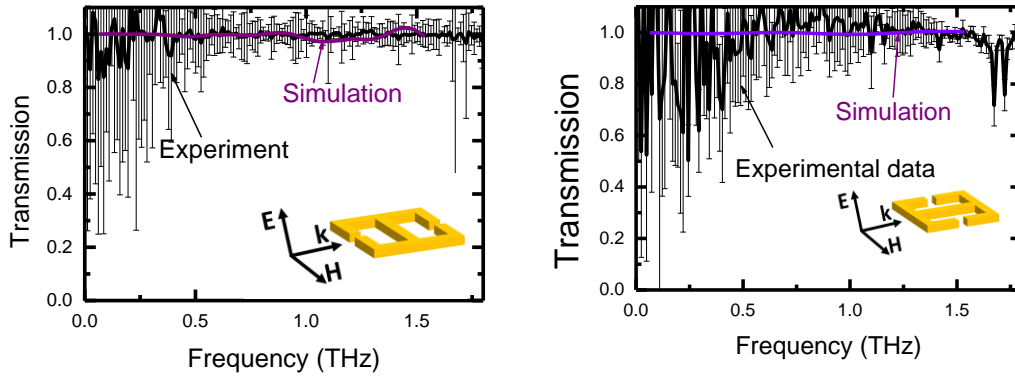 1.0
0.8
0.6
0.4
0.2
0.0
Transmission
0.0
0.5
1.0
1.5
Frequency (THz)
Simulation
Experiment
E
k
H
1.0
0.8
0.6
0.4
0.2
0.0
Transmission
0.0
0.5
1.0
1.5
Frequency (THz)
Simulation
Experimental data
E
k
H